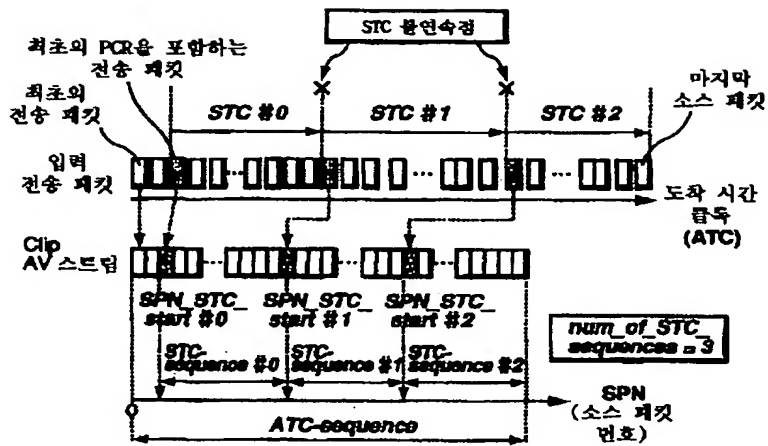 STC 불연속점
최초의 PCR을 포함하는
전송 패킷
최초의
전송 패킷
마지막
소스 패킷
STC #0
STC #1
STC #2
입력
전송 패킷
도착 시간
클록
(ATC)
Clip
AV 스트림
SPN_STC_
start #0
SPN_STC_
start #1
SPN_STC_
start #2
num_of_STC_
sequences = 3
STC-
sequence #0
STC-
sequence #1
STC-
sequence #2
0
SPN
(소스 패킷
번호)
ATC-sequence